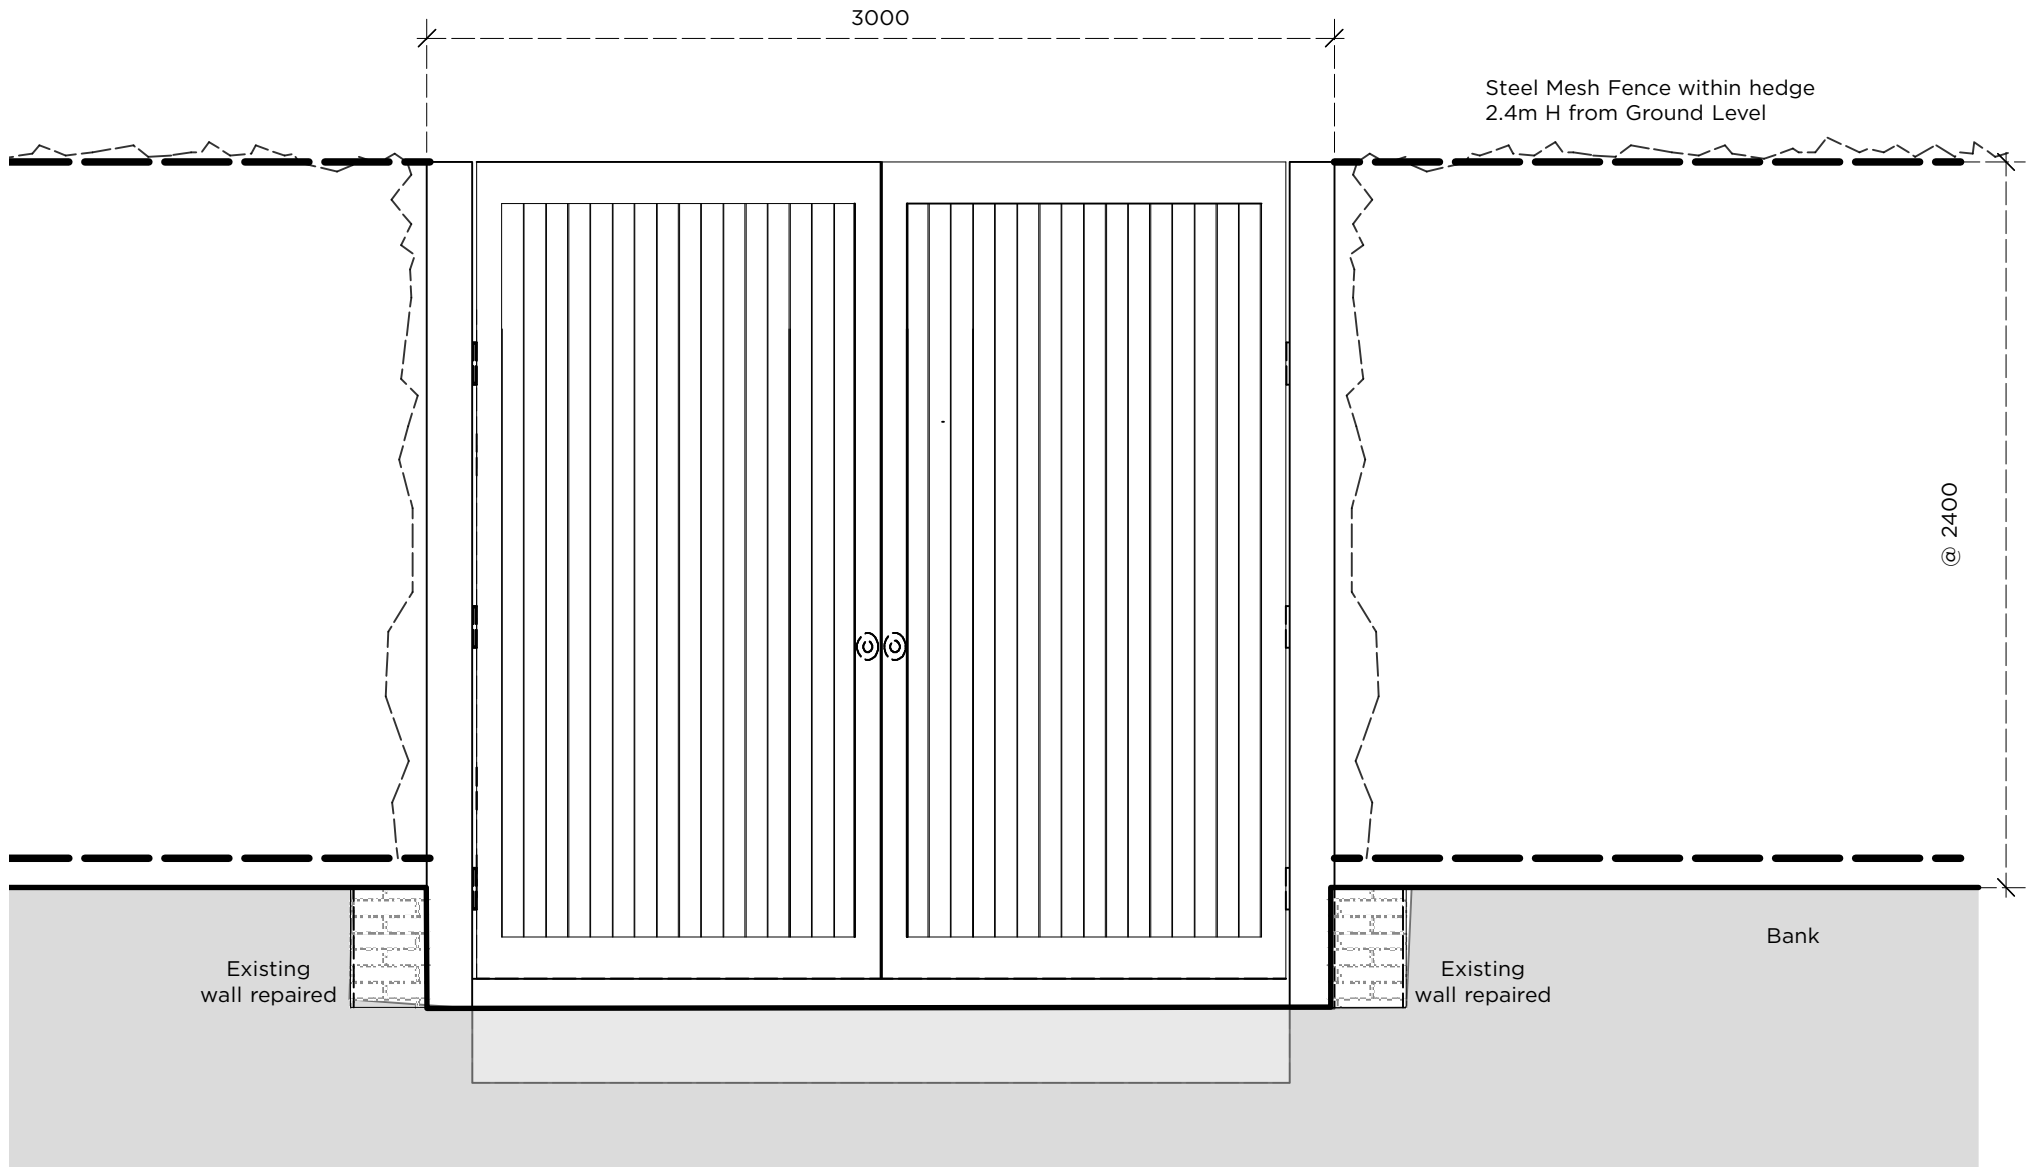 3000
Steel Mesh Fence within hedge
2.4m H from Ground Level
@ 2400
Bank
Existing
wall repaired
Existing
wall repaired